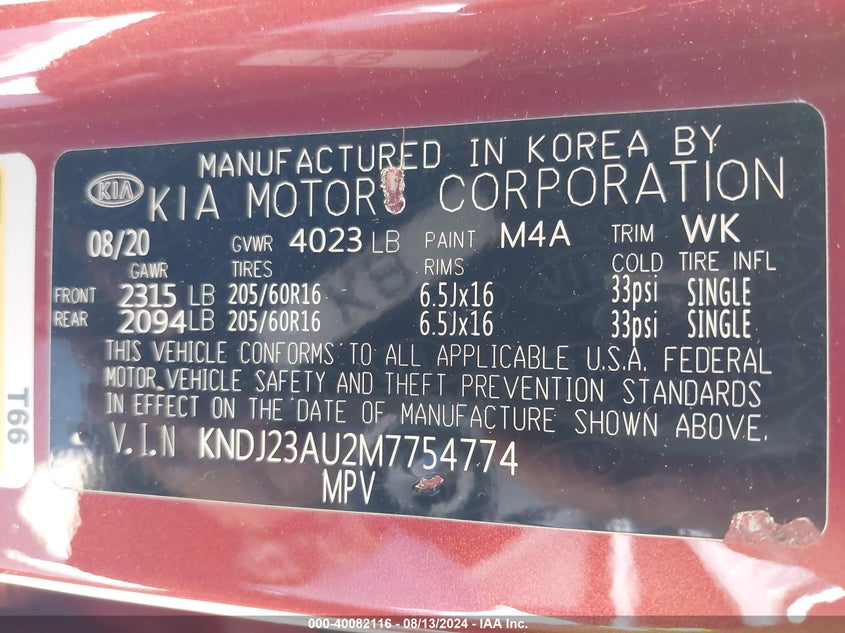 MANUFACTURED IN KOREA BY
KIA KIA MOTORS CORPORATION
08/20 GVWR 4023 LB PAINT M4A TRIM WK
GAWR TIRES RIMS COLD TIRE INFL
FRONT 2315 LB 205/60R16 6.5Jx16 33psi SINGLE
REAR 2094 LB 205/60R16 6.5Jx16 33psi SINGLE
THIS VEHICLE CONFORMS TO ALL APPLICABLE U.S.A. FEDERAL
MOTOR VEHICLE SAFETY AND THEFT PREVENTION STANDARDS
IN EFFECT ON THE DATE OF MANUFACTURE SHOWN ABOVE.
V.I.N KNDJ23AU2M7754774
MPV
T66
000-40082116 - 08/13/2024 - IAA Inc.